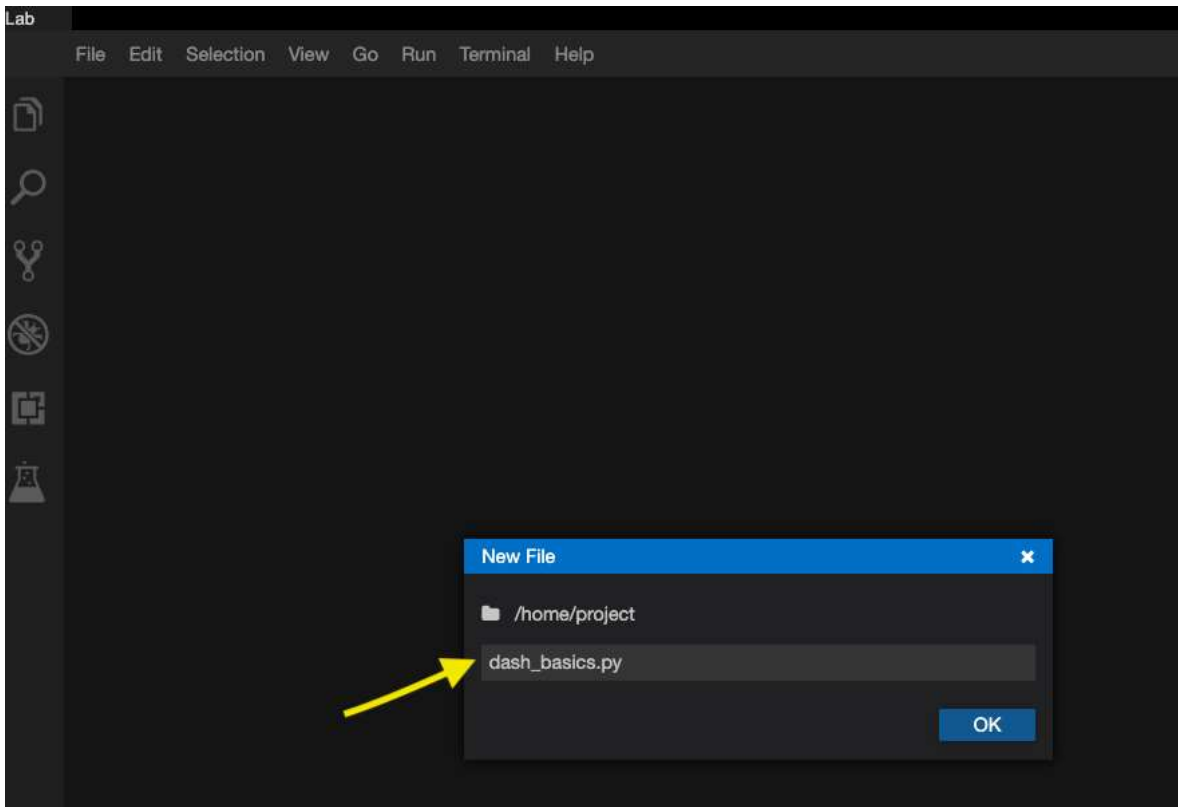 Lab
File Edit Selection View Go Run Terminal Help
New File
/home/project
dash_basics.py
OK